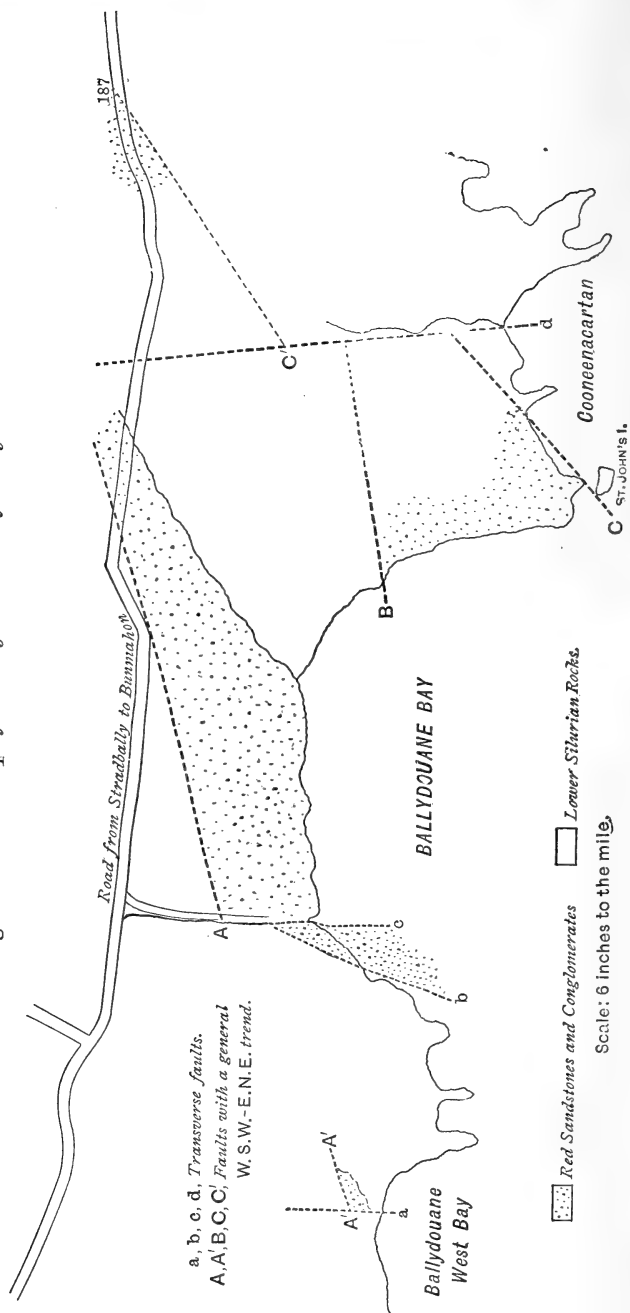 187
Road from Stradbally to Bunmahon
a, b, c, d, Transverse faults.
A, A', B, C, C', Faults with a general
W.S.W.-E.N.E. trend.
A
A'
A'
a
b
c
B
C'
d
C
Ballydouane
West Bay
BALLYDOUANE BAY
Cooneenacartan
ST. JOHN'S I.
Red Sandstones and Conglomerates
Lower Silurian Rocks.
Scale: 6 inches to the mile.